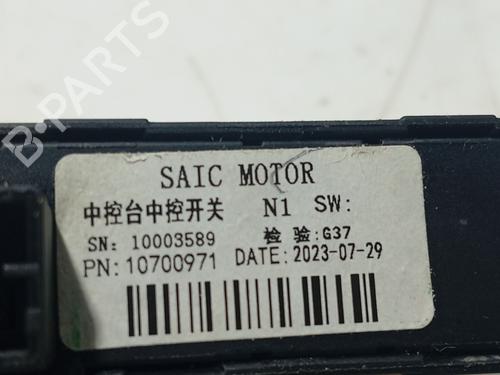 B-PARTS
SAIC MOTOR
中控台中控开关 N1 SW:
SN: 10003589 检 验:G37
PN:10700971 DATE:2023-07-29